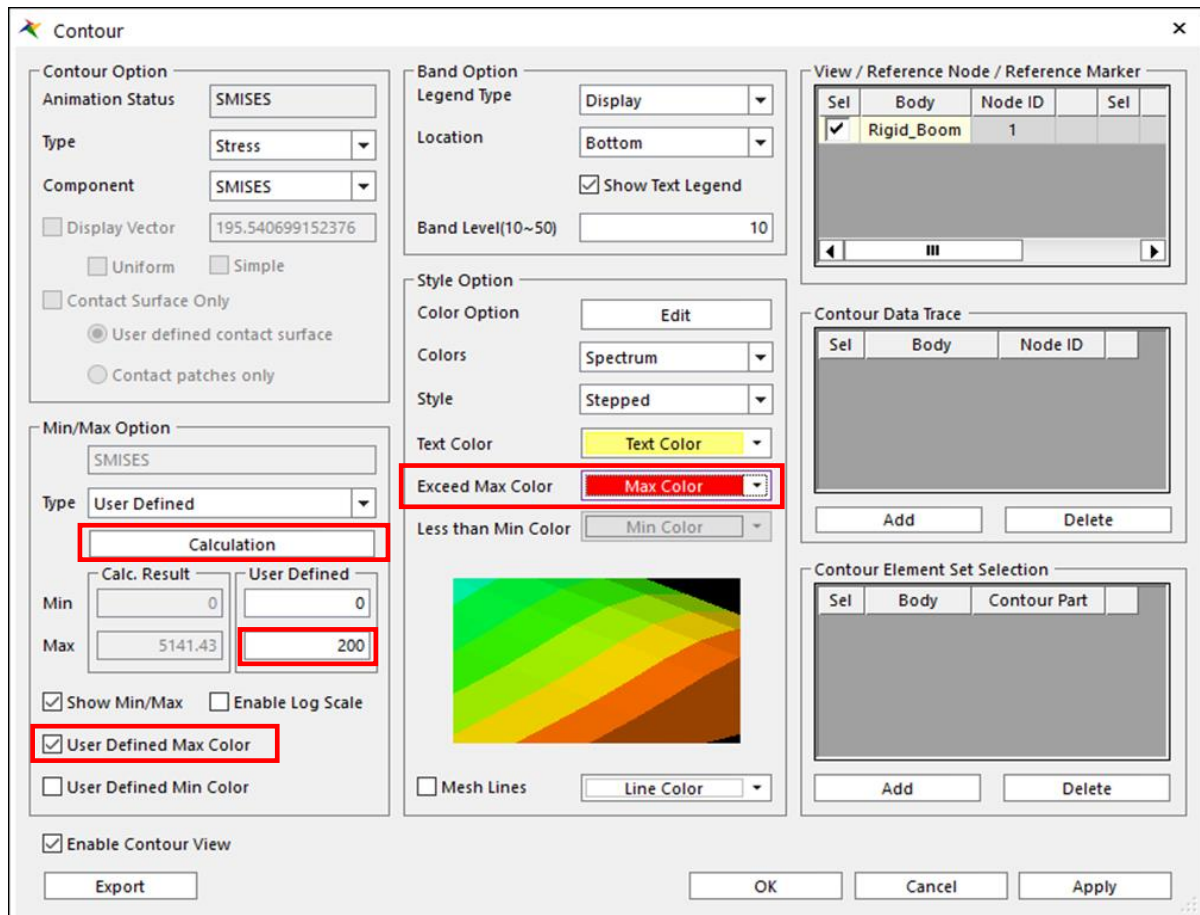 Contour
Contour Option
Animation Status SMISES
Type Stress
Component SMISES
Display Vector 195.540699152376
Uniform Simple
Contact Surface Only
User defined contact surface
Contact patches only
Min/Max Option
SMISES
Type User Defined
Calculation
Calc. Result User Defined
Min 0 0
Max 5141.43 200
Show Min/Max Enable Log Scale
User Defined Max Color
User Defined Min Color
Enable Contour View
Export
Band Option
Legend Type Display
Location Bottom
Show Text Legend
Band Level(10~50) 10
Style Option
Color Option Edit
Colors Spectrum
Style Stepped
Text Color Text Color
Exceed Max Color Max Color
Less than Min Color Min Color
Mesh Lines Line Color
View / Reference Node / Reference Marker
Sel Body Node ID Sel
Rigid_Boom 1
Contour Data Trace
Sel Body Node ID
Add Delete
Contour Element Set Selection
Sel Body Contour Part
Add Delete
OK Cancel Apply